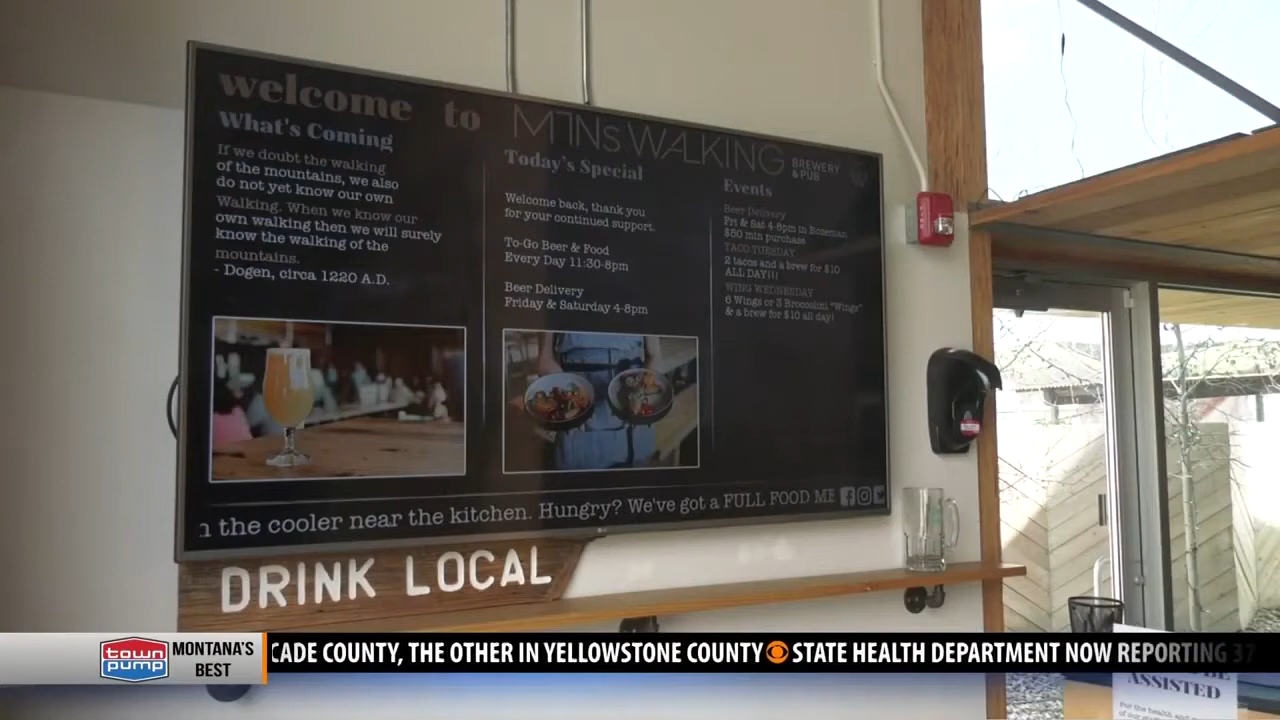 welcome to MTNS WALKING BREWERY & PUB
What's Coming
If we doubt the walking
of the mountains, we also
do not yet know our own
Walking. When we know our
own walking then we will surely
know the walking of the
mountains.
- Dogen, circa 1220 A.D.
Today's Special
Welcome back, thank you
for your continued support.
To-Go Beer & Food
Every Day 11:30-8pm
Beer Delivery
Friday & Saturday 4-8pm
Events
Beer Delivery
Fri & Sat 4-8pm in Bozeman
$50 min purchase
TACO TUESDAY
2 tacos and a brew for $10
ALL DAY!!!
WING WEDNESDAY
6 Wings or 3 Broccolini "Wings"
& a brew for $10 all day!
n the cooler near the kitchen. Hungry? We've got a FULL FOOD ME
DRINK LOCAL
town
pump
MONTANA'S
BEST
CADE COUNTY, THE OTHER IN YELLOWSTONE COUNTY STATE HEALTH DEPARTMENT NOW REPORTING 37
BE
ASSISTED
For the health and